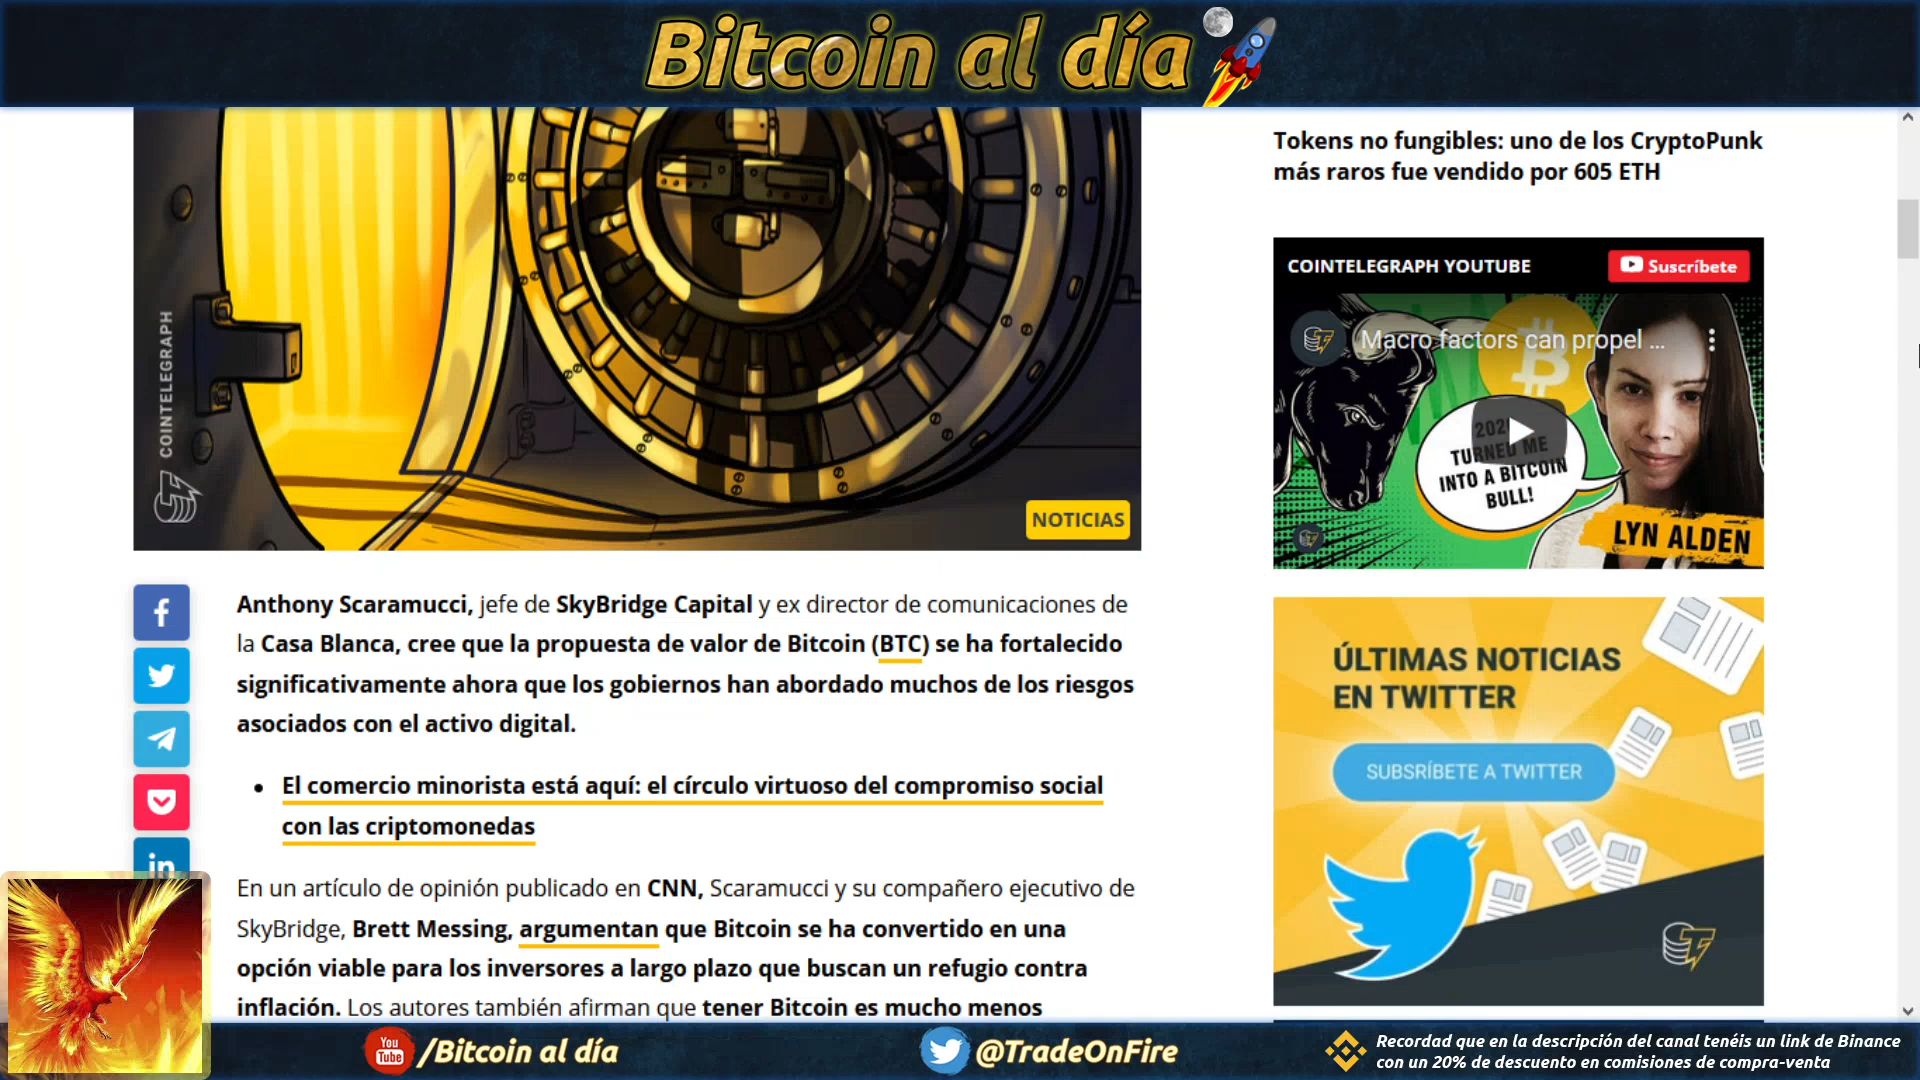 Bitcoin al día
COINTELEGRAPH
NOTICIAS
Anthony Scaramucci, jefe de SkyBridge Capital y ex director de comunicaciones de
la Casa Blanca, cree que la propuesta de valor de Bitcoin (BTC) se ha fortalecido
significativamente ahora que los gobiernos han abordado muchos de los riesgos
asociados con el activo digital.
El comercio minorista está aquí: el círculo virtuoso del compromiso social
con las criptomonedas
En un artículo de opinión publicado en CNN, Scaramucci y su compañero ejecutivo de
SkyBridge, Brett Messing, argumentan que Bitcoin se ha convertido en una
opción viable para los inversores a largo plazo que buscan un refugio contra
inflación. Los autores también afirman que tener Bitcoin es mucho menos
Tokens no fungibles: uno de los CryptoPunk
más raros fue vendido por 605 ETH
COINTELEGRAPH YOUTUBE
Suscríbete
Macro factors can propel ...
2020
TURNED ME
INTO A BITCOIN
BULL!
LYN ALDEN
ÚLTIMAS NOTICIAS
EN TWITTER
SUBSRÍBETE A TWITTER
You
Tube
/Bitcoin al día
@TradeOnFire
Recordad que en la descripción del canal tenéis un link de Binance
con un 20% de descuento en comisiones de compra-venta